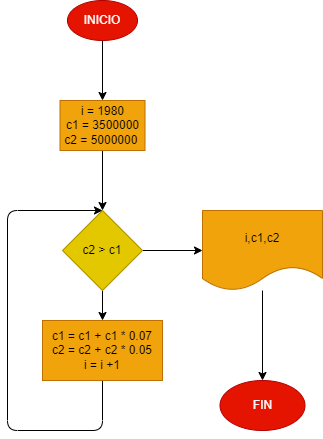 INICIO
i = 1980
c1 = 3500000
c2 = 5000000
c2 > c1
i,c1,c2
c1 = c1 + c1 * 0.07
c2 = c2 + c2 * 0.05
i = i +1
FIN